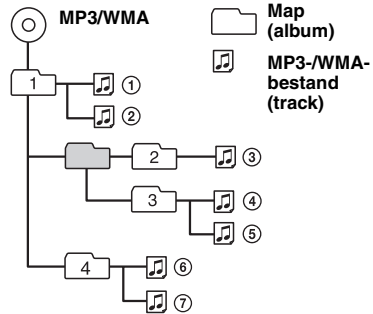 MP3/WMA
Map
(album)
MP3-/WMA-
bestand
(track)
1
①
②
2
③
3
④
⑤
4
⑥
⑦